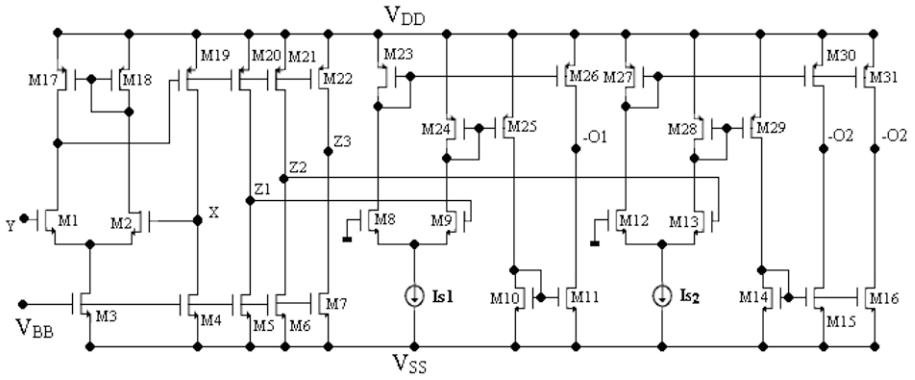 VDD
M17 M18 M19 M20 M21 M22 M23 M26 M27 M30 M31
M24 M25 M28 M29
Z3 -O1 -O2 -O2
Z2
Z1
Y M1 M2 X M8 M9 M12 M13
VBB M3 M4 M5 M6 M7 Is1 M10 M11 Is2 M14 M15 M16
VSS